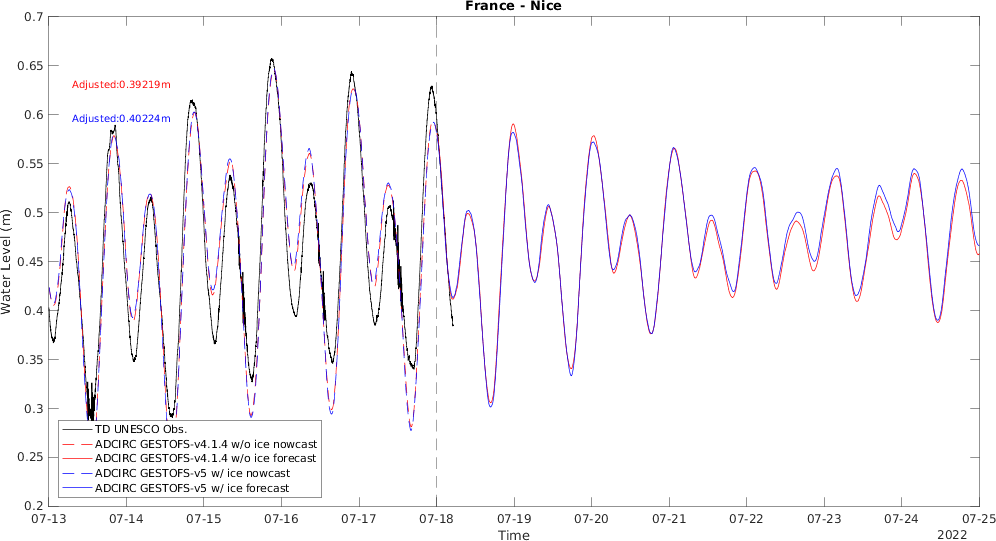 France - Nice
0.7
0.65
0.6
0.55
0.5
0.45
0.4
0.35
0.3
0.25
0.2
Water Level (m)
Adjusted:0.39219m
Adjusted:0.40224m
TD UNESCO Obs.
ADCIRC GESTOFS-v4.1.4 w/o ice nowcast
ADCIRC GESTOFS-v4.1.4 w/o ice forecast
ADCIRC GESTOFS-v5 w/ ice nowcast
ADCIRC GESTOFS-v5 w/ ice forecast
07-13 07-14 07-15 07-16 07-17 07-18 07-19 07-20 07-21 07-22 07-23 07-24 07-25
Time
2022